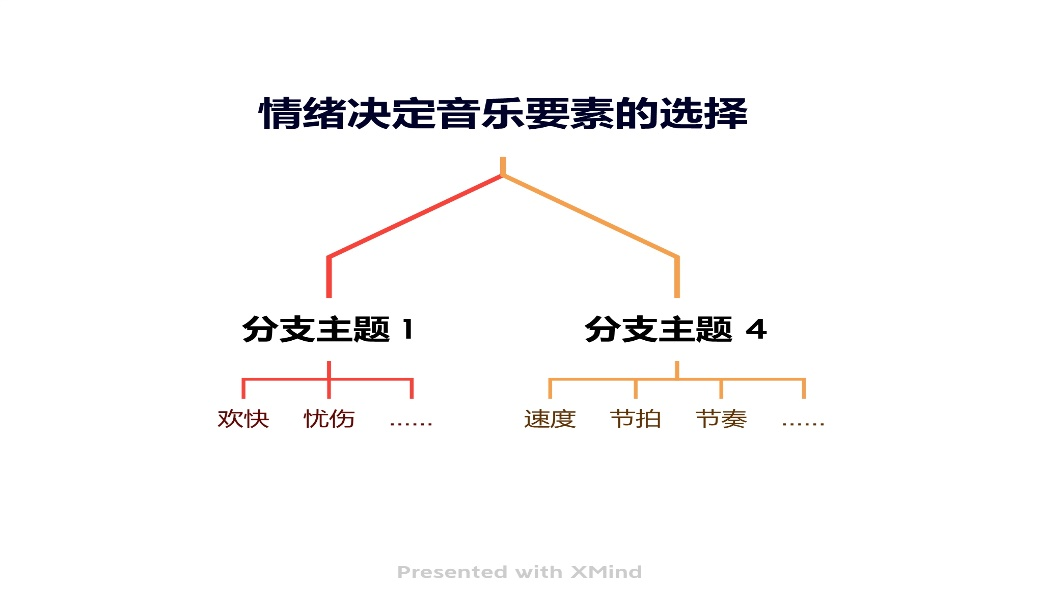 情绪决定音乐要素的选择
分支主题 1
分支主题 4
欢快 忧伤 ......
速度 节拍 节奏 ......
Presented with XMind